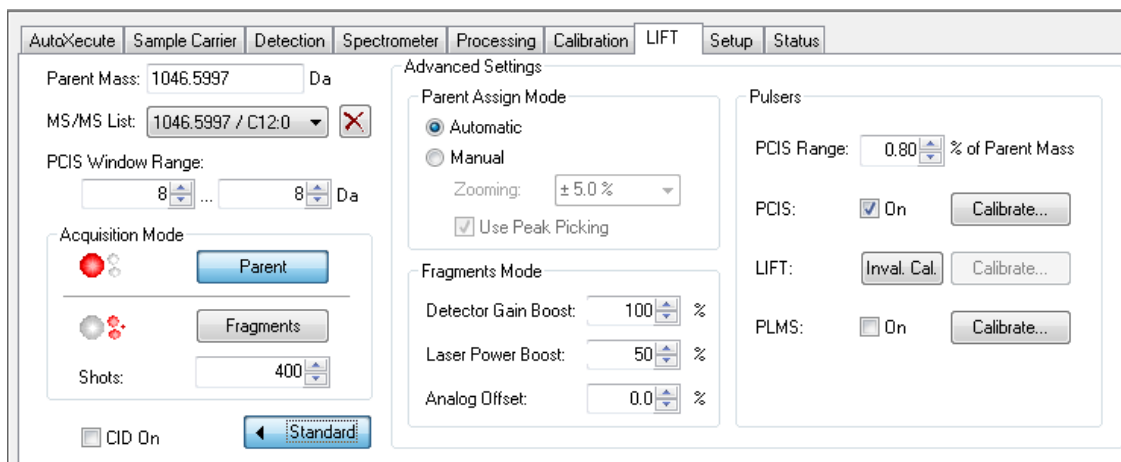 AutoXecute Sample Carrier Detection Spectrometer Processing Calibration LIFT Setup Status
Parent Mass: 1046.5997 Da
MS/MS List: 1046.5997 / C12:0
PCIS Window Range:
8 ... 8 Da
Acquisition Mode
Parent
Fragments
Shots: 400
CID On
Standard
Advanced Settings
Parent Assign Mode
Automatic
Manual
Zooming: ± 5.0 %
Use Peak Picking
Fragments Mode
Detector Gain Boost: 100 %
Laser Power Boost: 50 %
Analog Offset: 0.0 %
Pulsers
PCIS Range: 0.80 % of Parent Mass
PCIS: On Calibrate...
LIFT: Inval. Cal. Calibrate...
PLMS: On Calibrate...